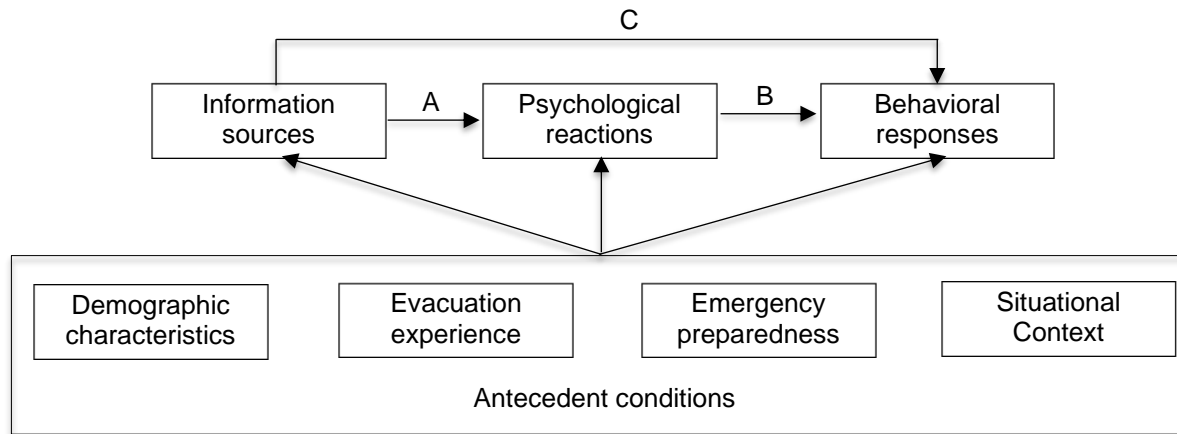 C
Information
sources
A
Psychological
reactions
B
Behavioral
responses
Demographic
characteristics
Evacuation
experience
Emergency
preparedness
Situational
Context
Antecedent conditions